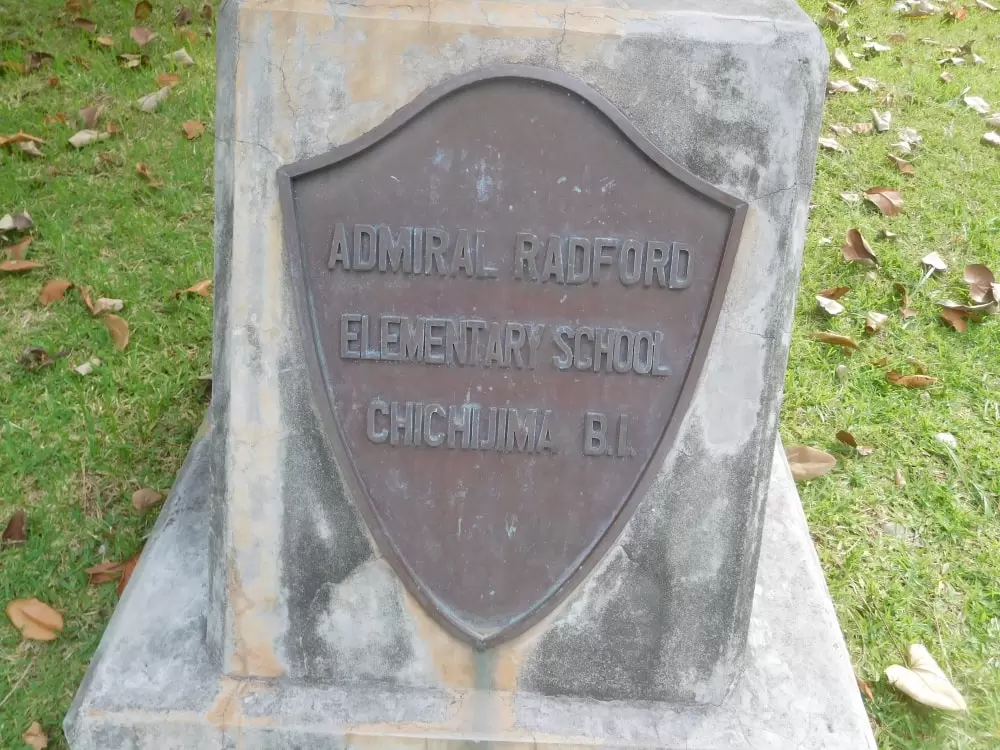 ADMIRAL RADFORD
ELEMENTARY SCHOOL
CHICHIJIMA B.I.